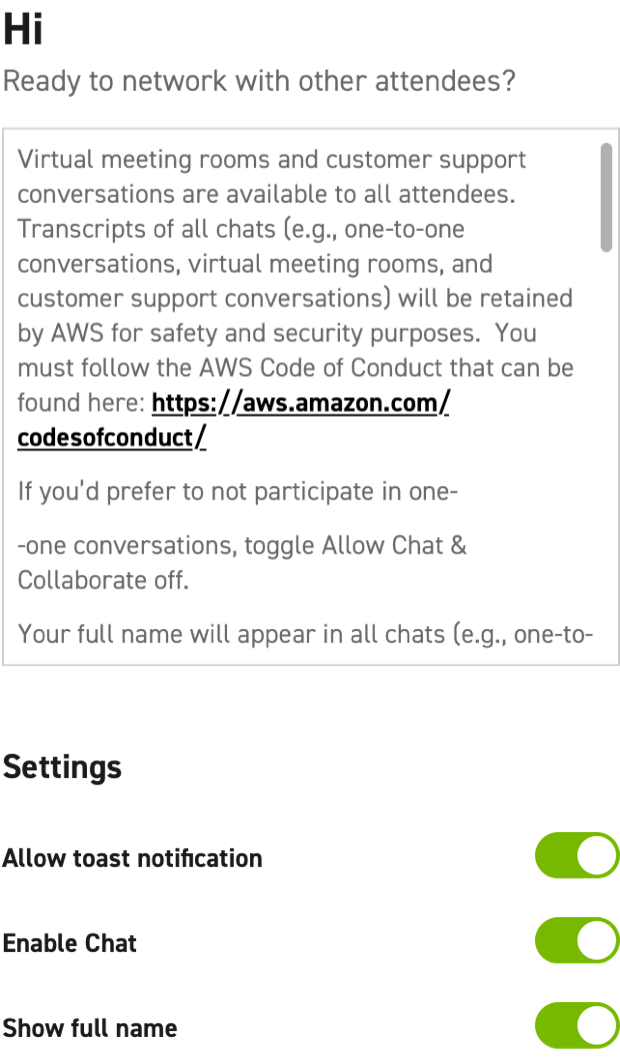 Hi
Ready to network with other attendees?
Virtual meeting rooms and customer support
conversations are available to all attendees.
Transcripts of all chats (e.g., one-to-one
conversations, virtual meeting rooms, and
customer support conversations) will be retained
by AWS for safety and security purposes.  You
must follow the AWS Code of Conduct that can be
found here: https://aws.amazon.com/
codesofconduct/
If you'd prefer to not participate in one-
-one conversations, toggle Allow Chat &
Collaborate off.
Your full name will appear in all chats (e.g., one-to-
Settings
Allow toast notification
Enable Chat
Show full name